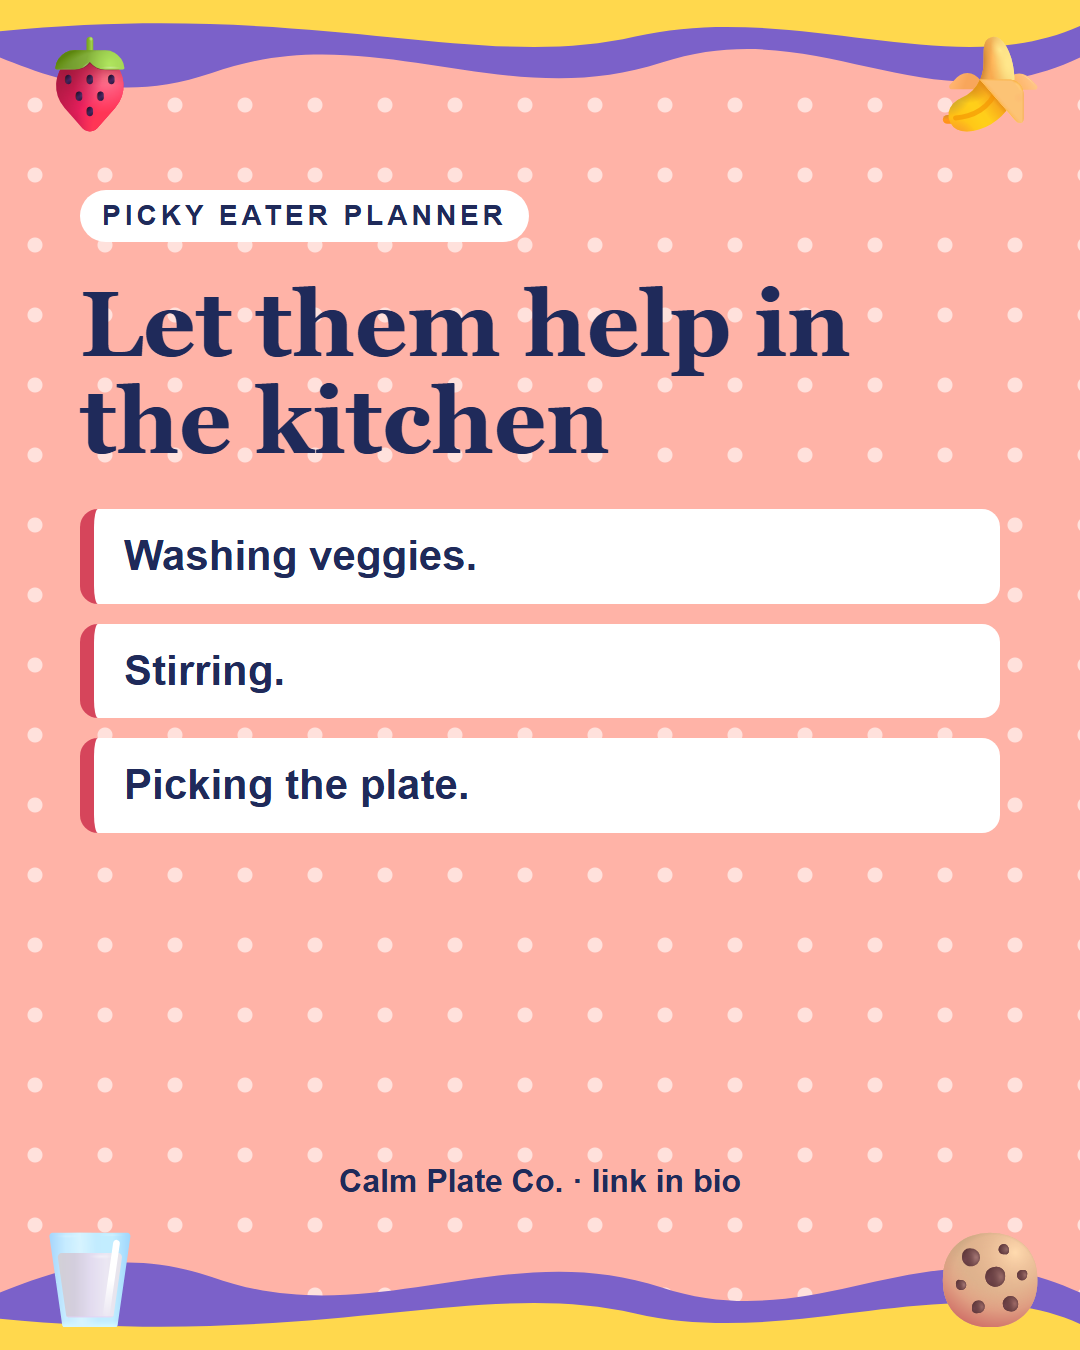 PICKY EATER PLANNER
Let them help in
the kitchen
Washing veggies.
Stirring.
Picking the plate.
Calm Plate Co. · link in bio